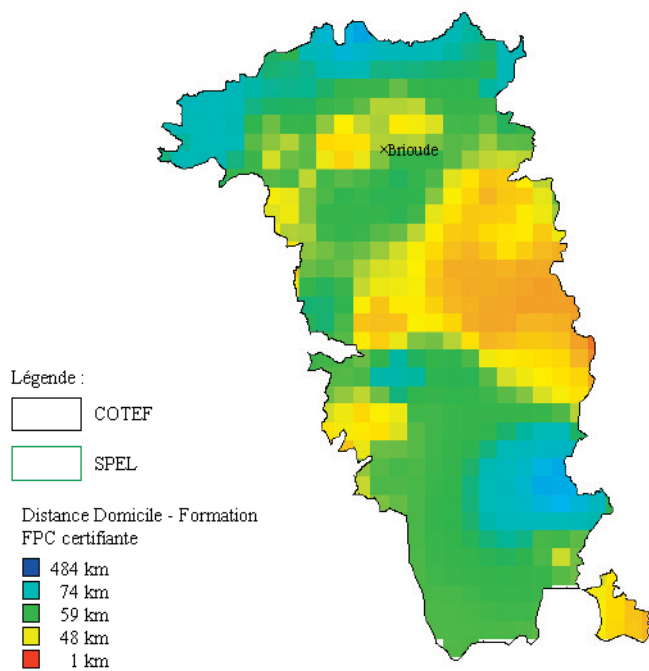 ×Brioude
Légende :
COTEF
SPEL
Distance Domicile - Formation
FPC certifiante
484 km
74 km
59 km
48 km
1 km